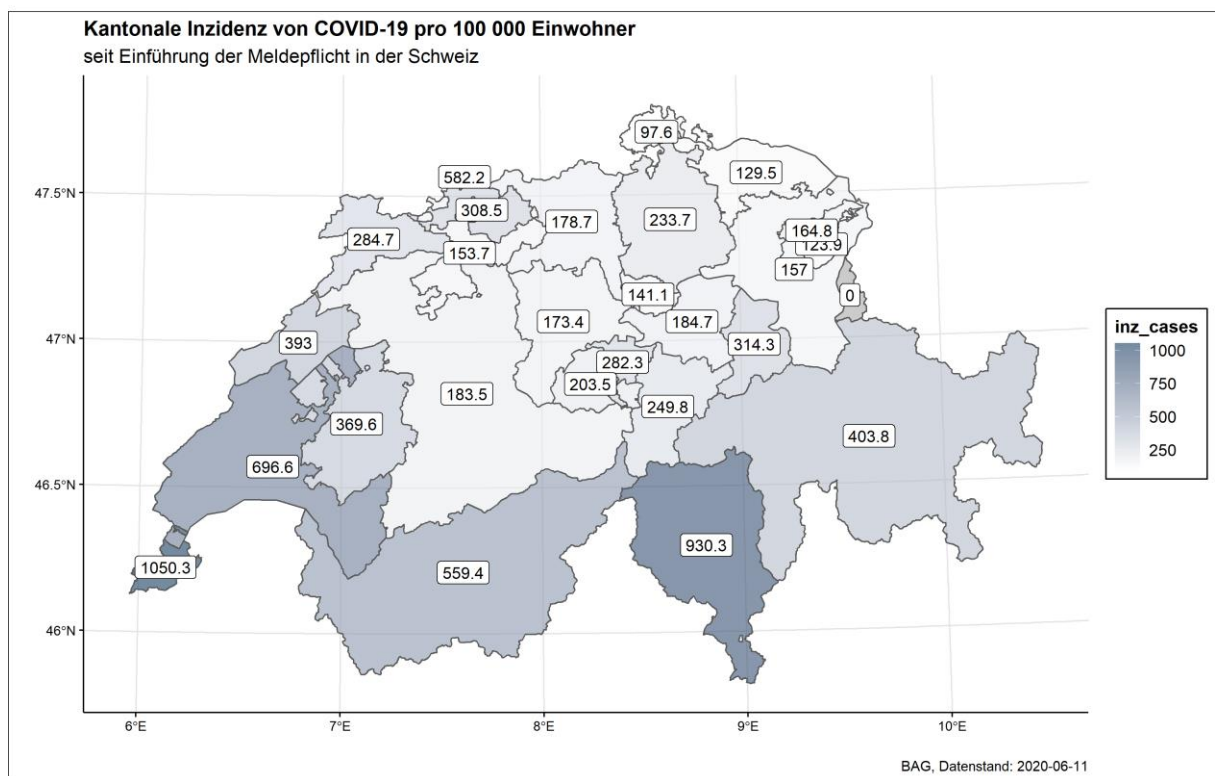 Kantonale Inzidenz von COVID-19 pro 100 000 Einwohner
seit Einführung der Meldepflicht in der Schweiz
97.6
129.5
582.2
308.5
178.7
233.7
164.8
123.9
284.7
153.7
157
141.1
0
173.4
184.7
393
314.3
282.3
203.5
183.5
249.8
369.6
403.8
696.6
930.3
1050.3
559.4
47.5°N
47°N
46.5°N
46°N
6°E
7°E
8°E
9°E
10°E
inz_cases
1000
750
500
250
BAG, Datenstand: 2020-06-11